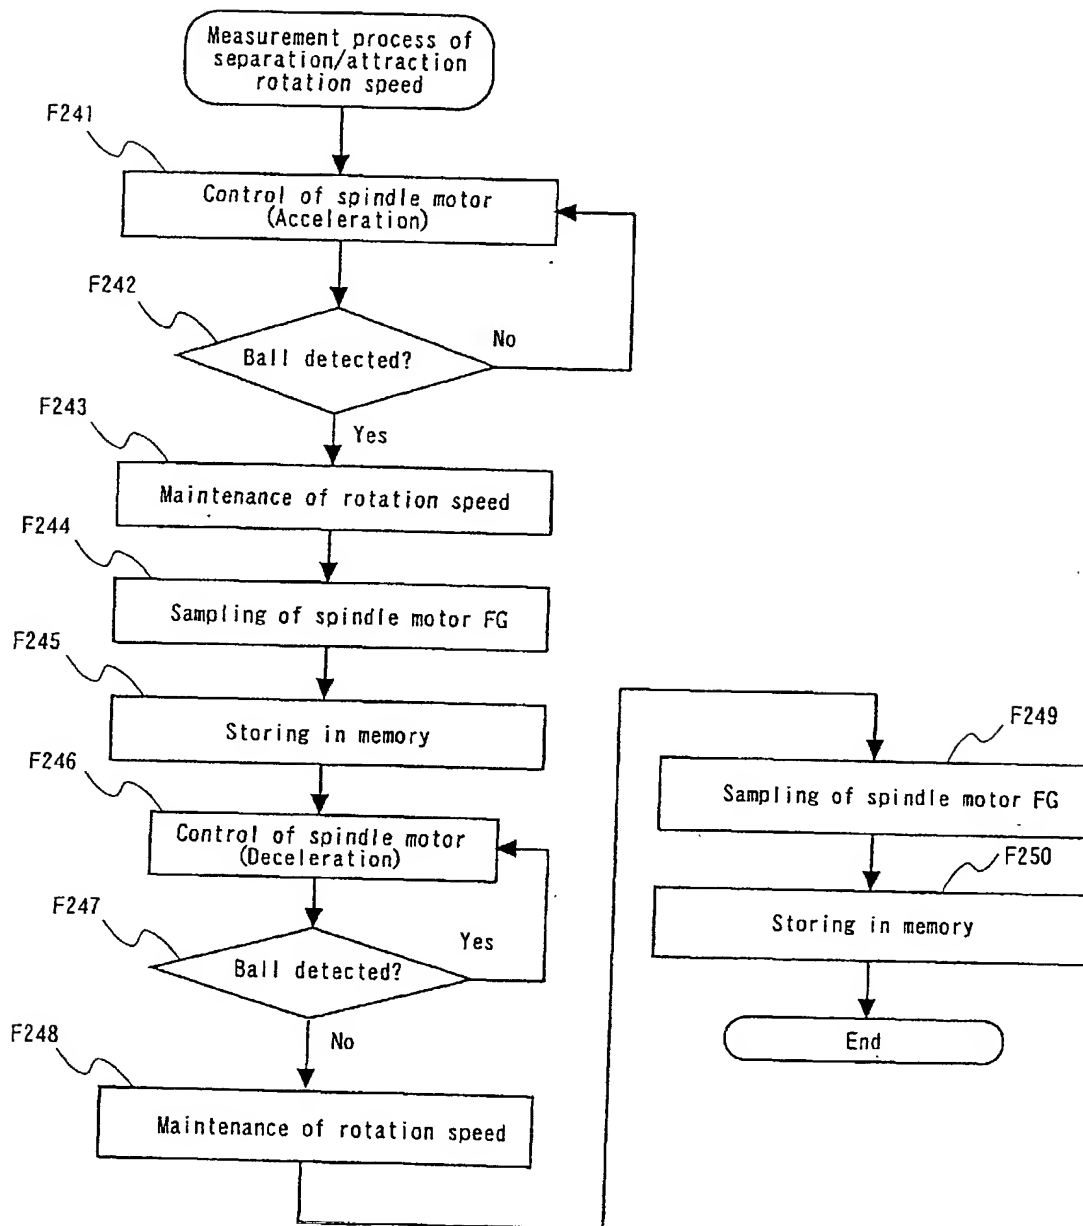 Measurement process of
separation/attraction
rotation speed
F241
Control of spindle motor
(Acceleration)
F242
Ball detected?
No
F243
Yes
Maintenance of rotation speed
F244
Sampling of spindle motor FG
F245
Storing in memory
F246
Control of spindle motor
(Deceleration)
F247
Ball detected?
Yes
F248
No
Maintenance of rotation speed
F249
Sampling of spindle motor FG
F250
Storing in memory
End